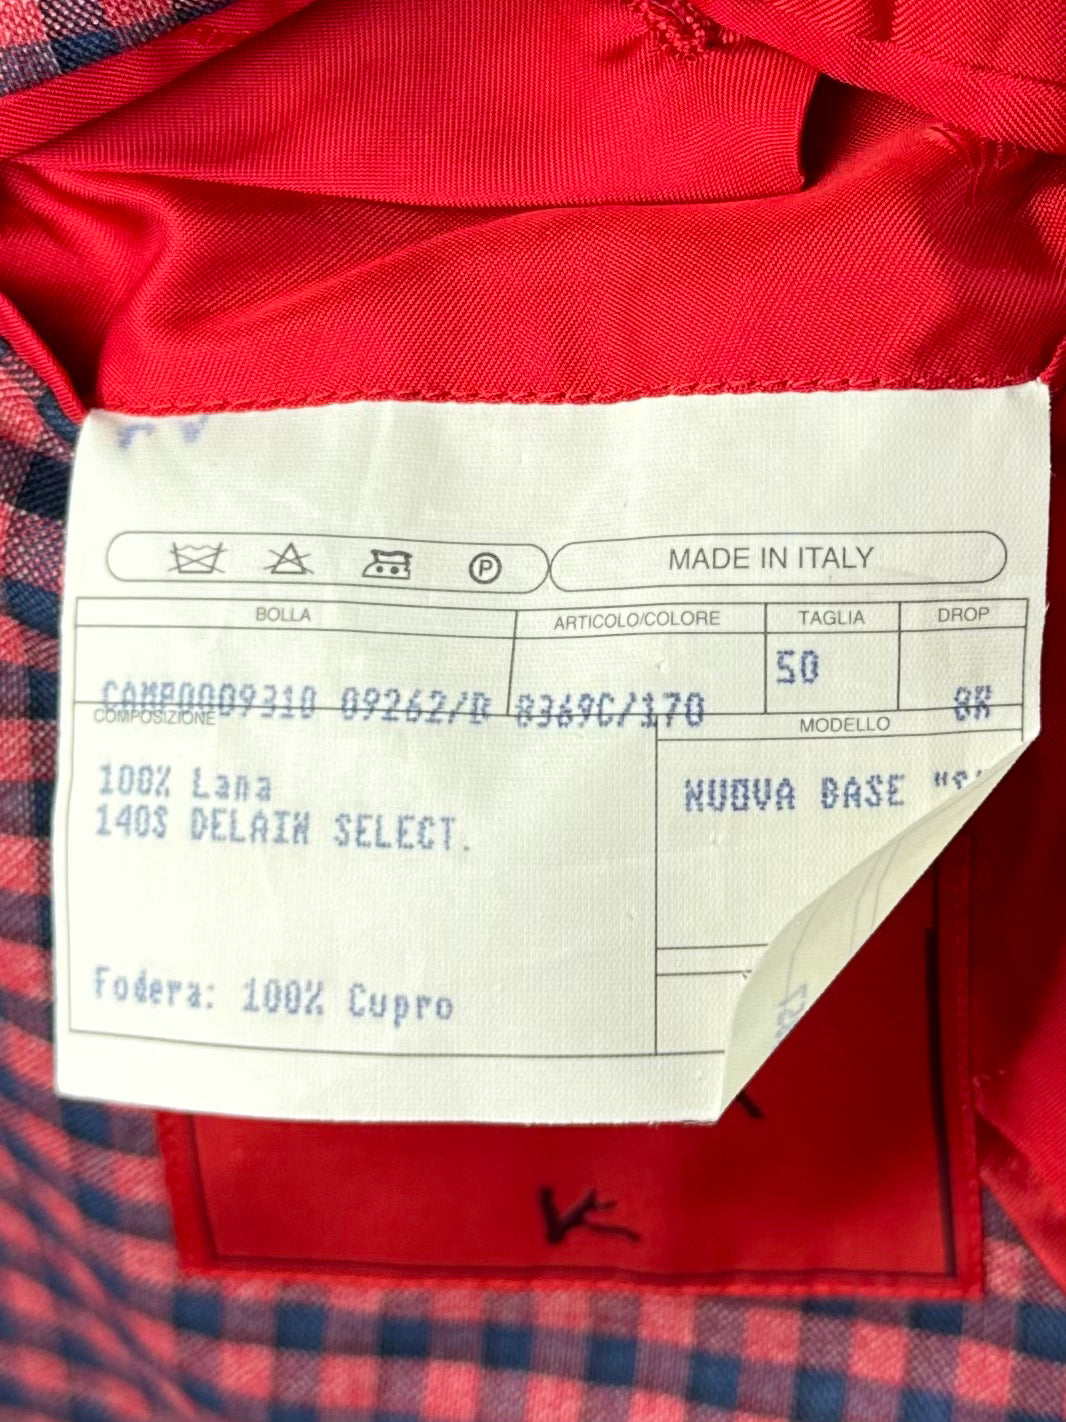 P
MADE IN ITALY
BOLLA ARTICOLO/COLORE TAGLIA DROP
50
CAMP0009310 09262/D 8369C/170 8R
COMPOSIZIONE MODELLO
100% Lana NUOVA BASE
140S DELAIN SELECT.
Fodera: 100% Cupro